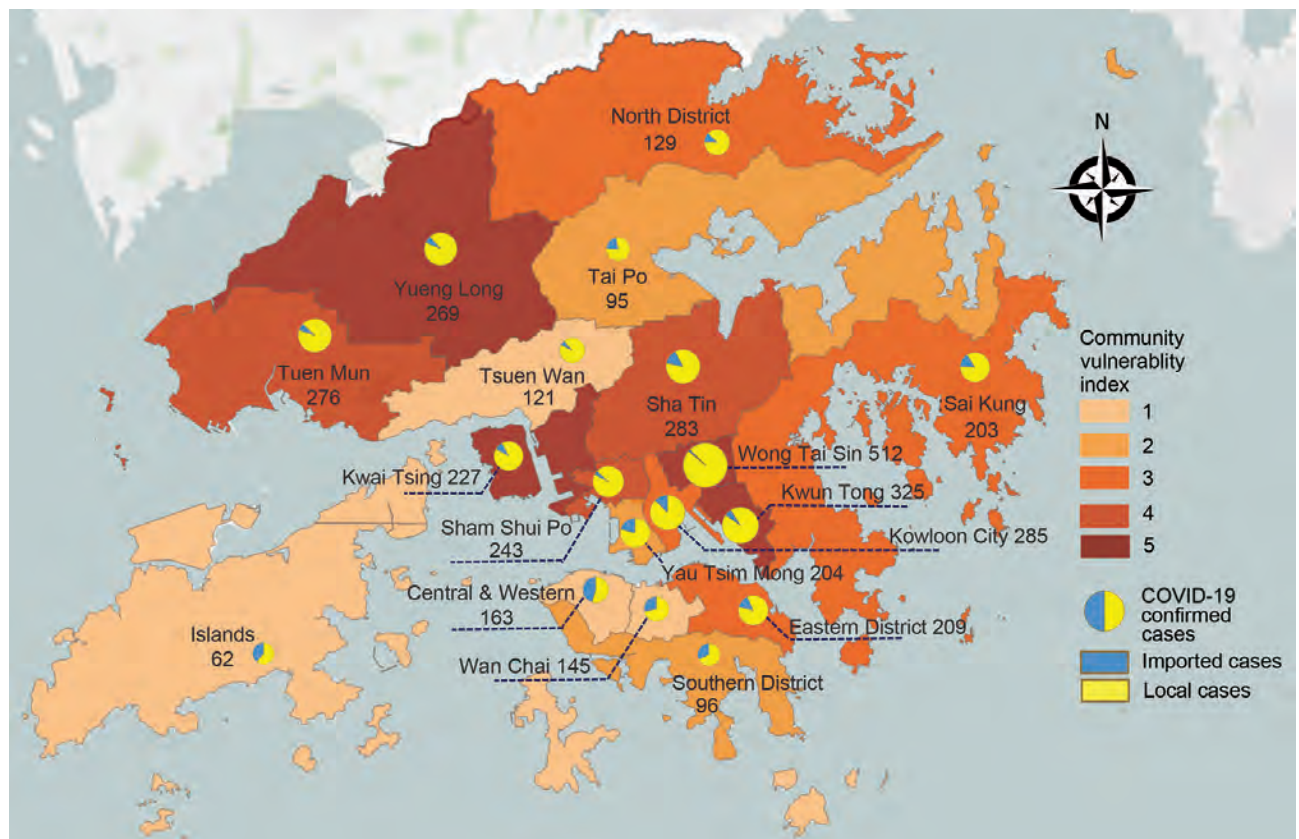 N
North District
129
Tai Po
95
Yueng Long
269
Tuen Mun
276
Tsuen Wan
121
Sha Tin
283
Sai Kung
203
Wong Tai Sin 512
Kwai Tsing 227
Kwun Tong 325
Sham Shui Po
243
Kowloon City 285
Yau Tsim Mong 204
Central & Western
163
Eastern District 209
Islands
62
Wan Chai 145
Southern District
96
Community
vulnerablity
index
1
2
3
4
5
COVID-19
confirmed
cases
Imported cases
Local cases